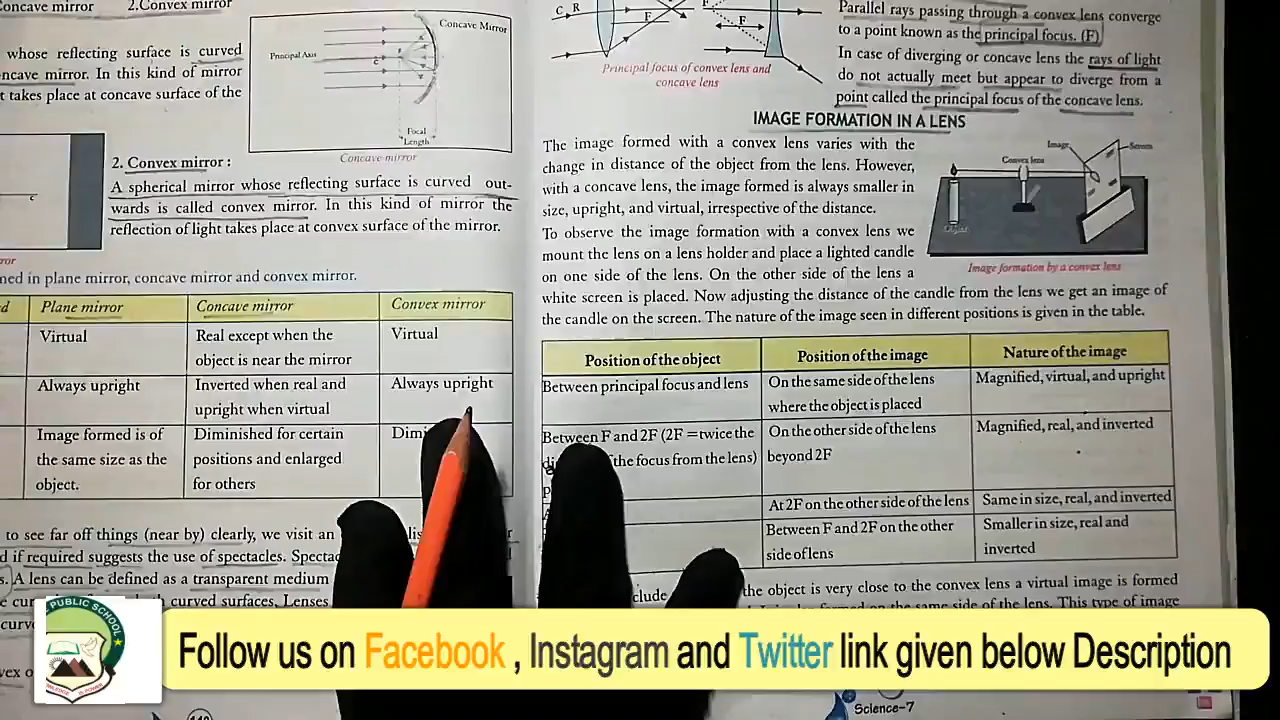 Concave mirror 2.Convex mirror
whose reflecting surface is curved
mirror. In this kind of mirror
takes place at concave surface of the
Principal Axis
Concave Mirror
C
Focal
Length
Concave mirror
2. Convex mirror :
A spherical mirror whose reflecting surface is curved out-
wards is called convex mirror. In this kind of mirror the
reflection of light takes place at convex surface of the mirror.
C
in plane mirror, concave mirror and convex mirror.
Plane mirror
Concave mirror
Convex mirror
Virtual
Real except when the
object is near the mirror
Virtual
Always upright
Inverted when real and
upright when virtual
Always upright
Image formed is of
the same size as the
object.
Diminished for certain
positions and enlarged
for others
to see far off things (near by) clearly, we visit an
if required suggests the use of spectacles.
A lens can be defined as a transparent medium
curved surfaces. Lenses
C R
F
F
F
Principal focus of convex lens and
concave lens
Parallel rays passing through a convex lens converge
to a point known as the principal focus. (F)
In case of diverging or concave lens the rays of light
do not actually meet but appear to diverge from a
point called the principal focus of the concave lens.
IMAGE FORMATION IN A LENS
The image formed with a convex lens varies with the
change in distance of the object from the lens. However,
with a concave lens, the image formed is always smaller in
size, upright, and virtual, irrespective of the distance.
To observe the image formation with a convex lens we
mount the lens on a lens holder and place a lighted candle
on one side of the lens. On the other side of the lens a
white screen is placed. Now adjusting the distance of the candle from the lens we get an image of
the candle on the screen. The nature of the image seen in different positions is given in the table.
Image
Screen
Convex lens
Object
Image formation by a convex lens
Position of the object
Position of the image
Nature of the image
Between principal focus and lens
On the same side of the lens
where the object is placed
Magnified, virtual, and upright
Between F and 2F (2F =twice the
the focus from the lens)
On the other side of the lens
beyond 2F
Magnified, real, and inverted
At 2F on the other side of the lens
Same in size, real, and inverted
Between F and 2F on the other
side of lens
Smaller in size, real and
inverted
the object is very close to the convex lens a virtual image is formed
the same side of the lens. This type of image
PUBLIC SCHOOL
IS POWER
Follow us on Facebook , Instagram and Twitter link given below Description
Science-7